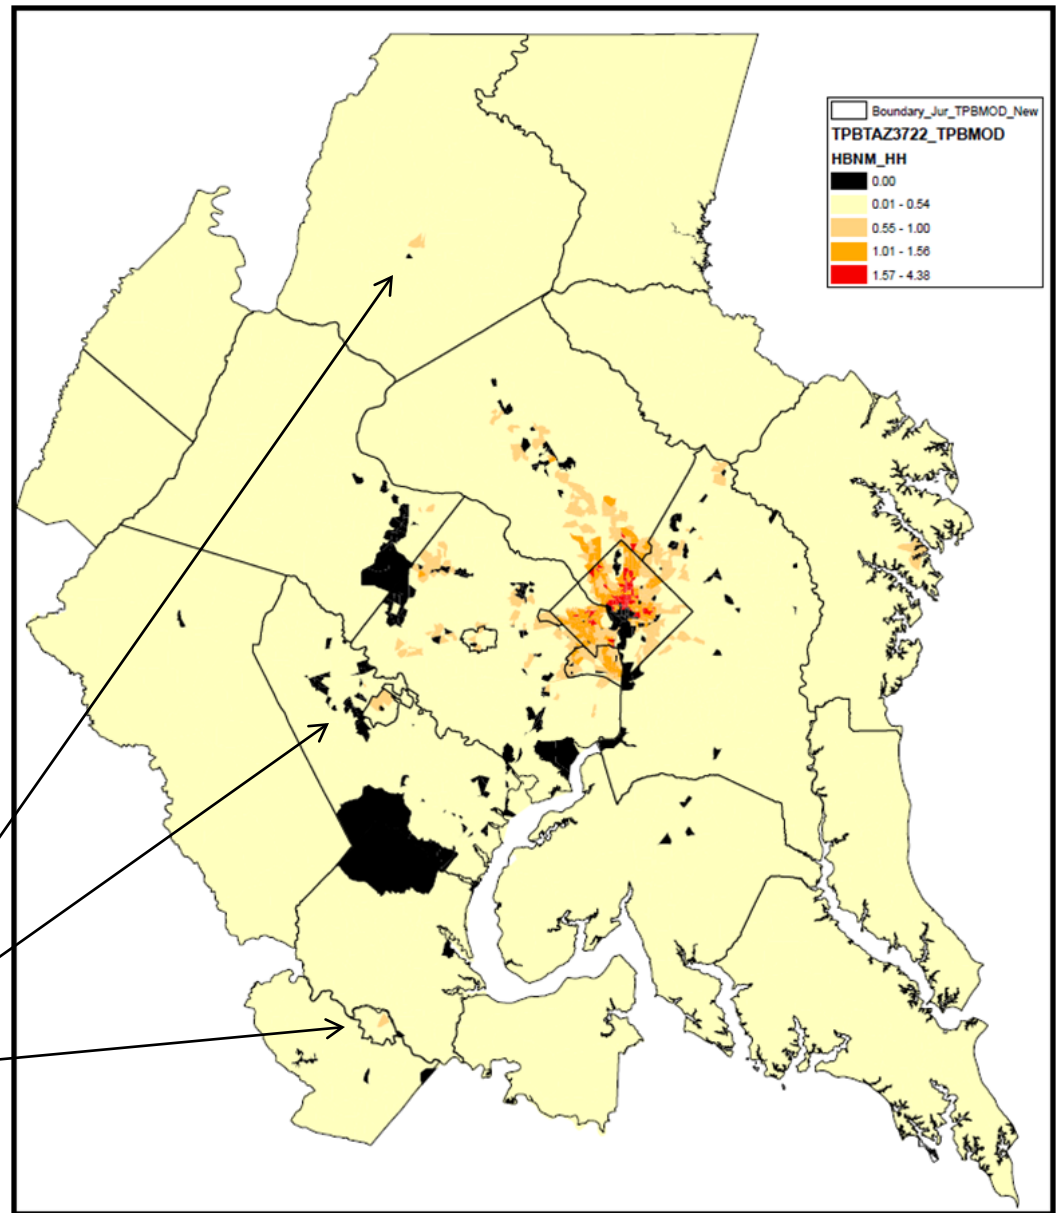 Boundary_Jur_TPBMOD_New
TPBTAZ3722_TPBMOD
HBNM_HH
0.00
0.01 - 0.54
0.55 - 1.00
1.01 - 1.56
1.57 - 4.38